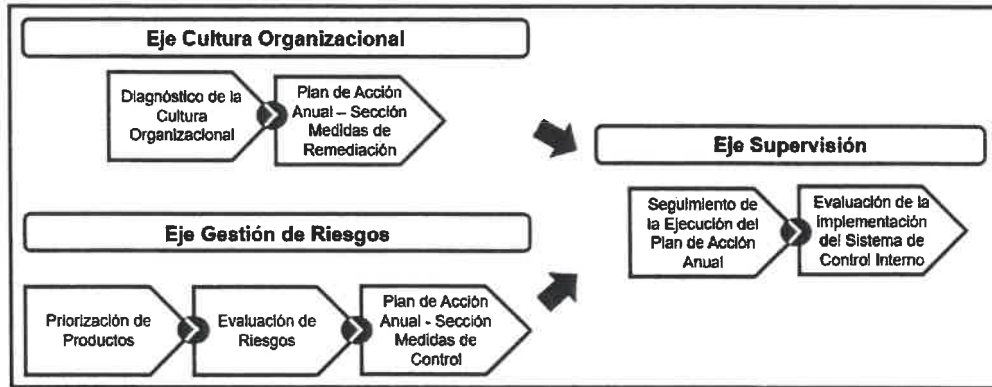 Eje Cultura Organizacional
Diagnóstico de la
Cultura
Organizacional
Plan de Acción
Anual – Sección
Medidas de
Remediación
Eje Gestión de Riesgos
Priorización de
Productos
Evaluación de
Riesgos
Plan de Acción
Anual - Sección
Medidas de
Control
Eje Supervisión
Seguimiento de
la Ejecución del
Plan de Acción
Anual
Evaluación de la
Implementación
del Sistema de
Control Interno